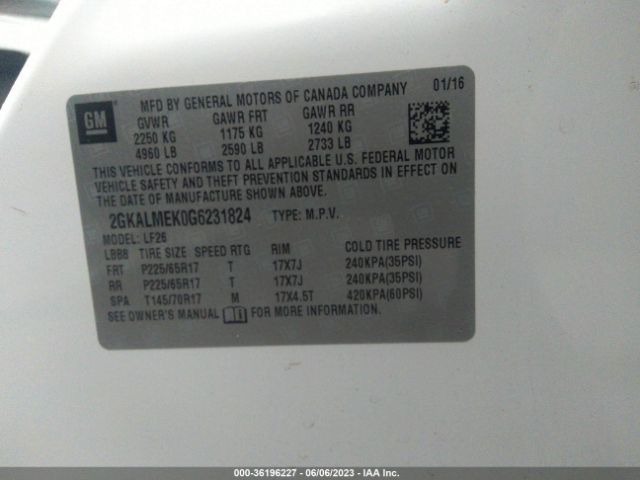 GM
MFD BY GENERAL MOTORS OF CANADA COMPANY 01/16
GVWR GAWR FRT GAWR RR
2250 KG 1175 KG 1240 KG
4960 LB 2590 LB 2733 LB
THIS VEHICLE CONFORMS TO ALL APPLICABLE U.S. FEDERAL MOTOR
VEHICLE SAFETY AND THEFT PREVENTION STANDARDS IN EFFECT ON
THE DATE OF MANUFACTURE SHOWN ABOVE.
2GKALMEK0G6231824 TYPE: M.P.V.
MODEL: LF26
LBB8 TIRE SIZE SPEED RTG RIM COLD TIRE PRESSURE
FRT P225/65R17 T 17X7J 240KPA(35PSI)
RR P225/65R17 T 17X7J 240KPA(35PSI)
SPA T145/70R17 M 17X4.5T 420KPA(60PSI)
SEE OWNER'S MANUAL FOR MORE INFORMATION.
000-36196227 - 06/06/2023 - IAA Inc.